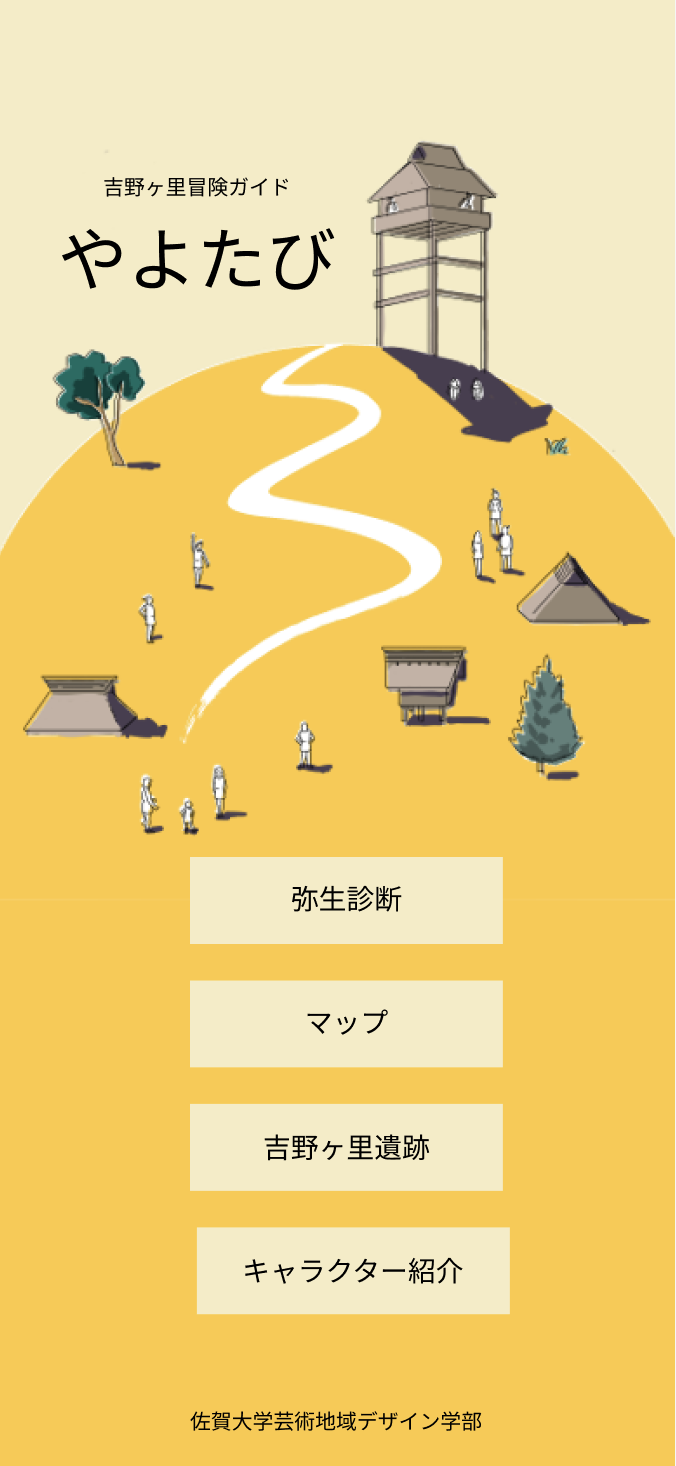 吉野ヶ里冒険ガイド
やよたび
弥生診断
マップ
吉野ヶ里遺跡
キャラクター紹介
佐賀大学芸術地域デザイン学部